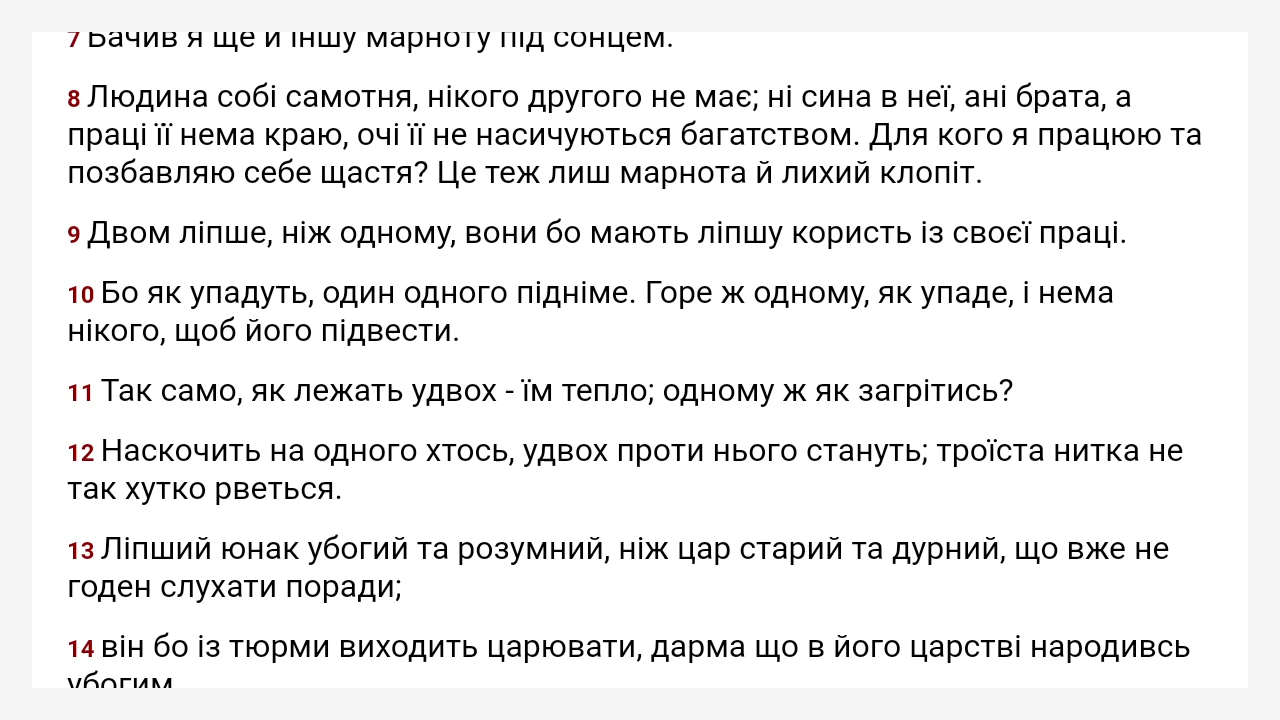 7 Бачив я ще й іншу марноту під сонцем.
8 Людина собі самотня, нікого другого не має; ні сина в неї, ані брата, а
праці її нема краю, очі її не насичуються багатством. Для кого я працюю та
позбавляю себе щастя? Це теж лиш марнота й лихий клопіт.
9 Двом ліпше, ніж одному, вони бо мають ліпшу користь із своєї праці.
10 Бо як упадуть, один одного підніме. Горе ж одному, як упаде, і нема
нікого, щоб його підвести.
11 Так само, як лежать удвох - їм тепло; одному ж як загрітись?
12 Наскочить на одного хтось, удвох проти нього стануть; троїста нитка не
так хутко рветься.
13 Ліпший юнак убогий та розумний, ніж цар старий та дурний, що вже не
годен слухати поради;
14 він бо із тюрми виходить царювати, дарма що в його царстві народивсь
убогим